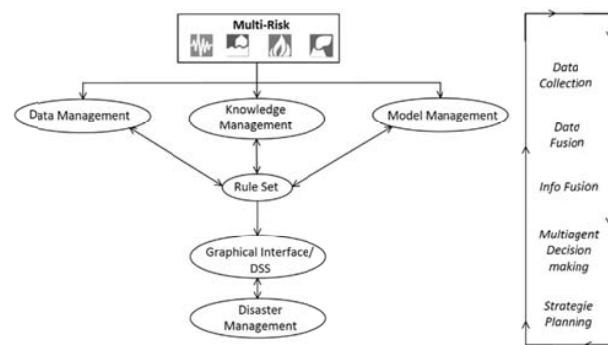 Multi-Risk
Data Management
Knowledge
Management
Model Management
Rule Set
Graphical Interface/
DSS
Disaster
Management
Data
Collection
Data
Fusion
Info Fusion
Multiagent
Decision
making
Strategie
Planning